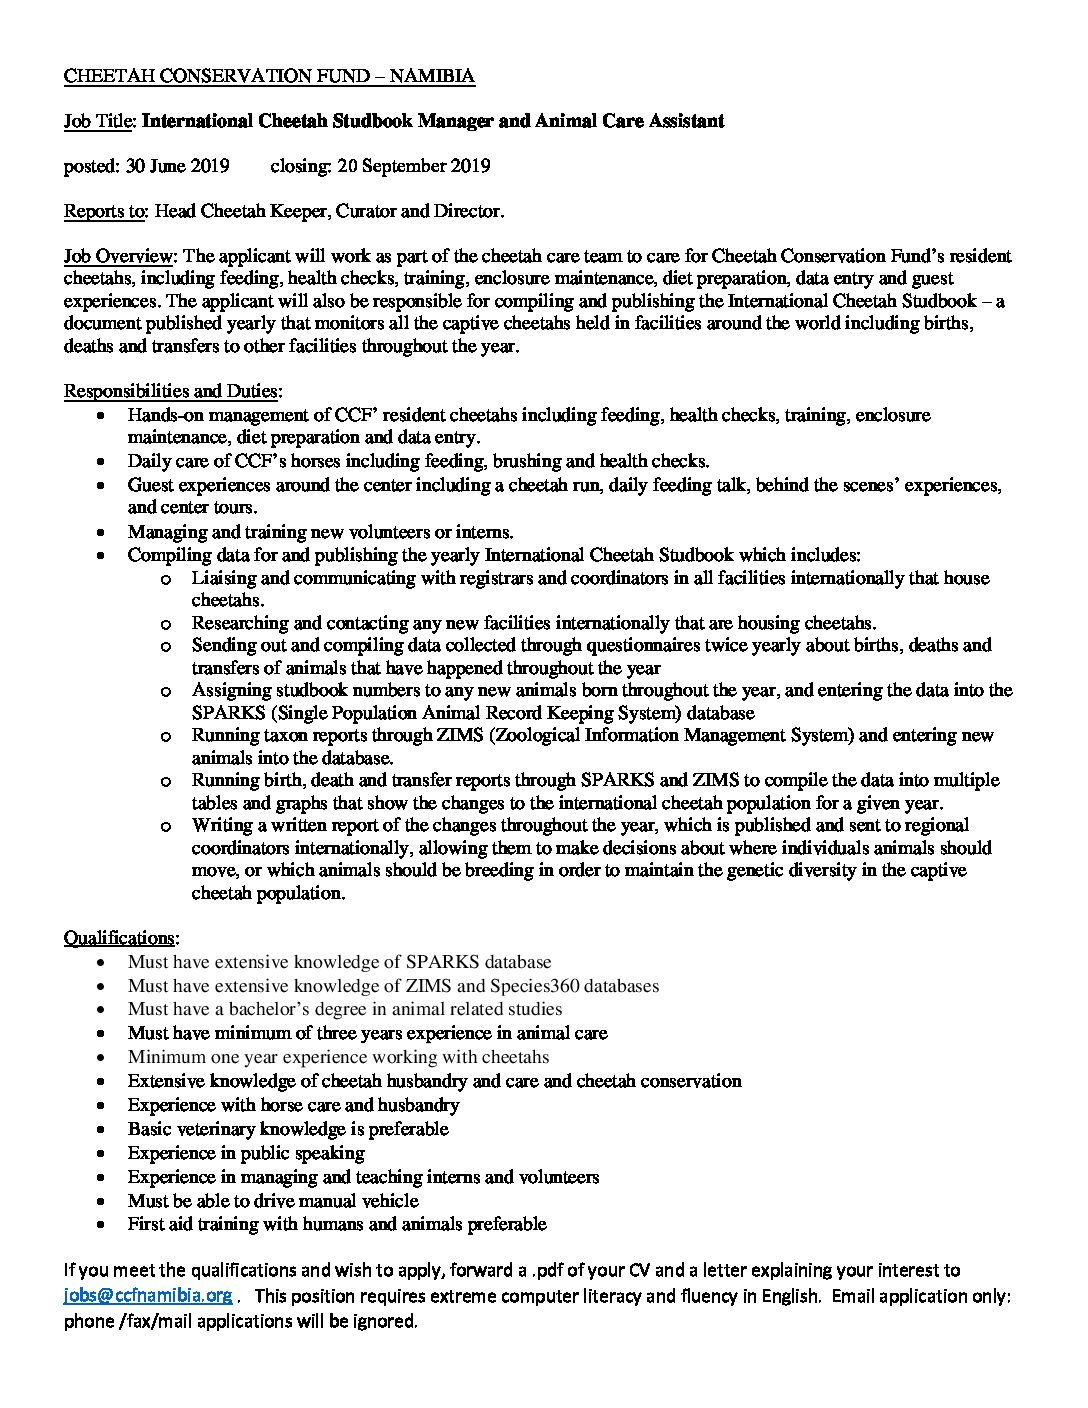 CHEETAH CONSERVATION FUND – NAMIBIA
Job Title: International Cheetah Studbook Manager and Animal Care Assistant
posted: 30 June 2019 closing: 20 September 2019
Reports to: Head Cheetah Keeper, Curator and Director.
Job Overview: The applicant will work as part of the cheetah care team to care for Cheetah Conservation Fund’s resident
cheetahs, including feeding, health checks, training, enclosure maintenance, diet preparation, data entry and guest
experiences. The applicant will also be responsible for compiling and publishing the International Cheetah Studbook – a
document published yearly that monitors all the captive cheetahs held in facilities around the world including births,
deaths and transfers to other facilities throughout the year.
Responsibilities and Duties:
• Hands-on management of CCF’ resident cheetahs including feeding, health checks, training, enclosure
maintenance, diet preparation and data entry.
• Daily care of CCF’s horses including feeding, brushing and health checks.
• Guest experiences around the center including a cheetah run, daily feeding talk, behind the scenes’ experiences,
and center tours.
• Managing and training new volunteers or interns.
• Compiling data for and publishing the yearly International Cheetah Studbook which includes:
o Liaising and communicating with registrars and coordinators in all facilities internationally that house
cheetahs.
o Researching and contacting any new facilities internationally that are housing cheetahs.
o Sending out and compiling data collected through questionnaires twice yearly about births, deaths and
transfers of animals that have happened throughout the year
o Assigning studbook numbers to any new animals born throughout the year, and entering the data into the
SPARKS (Single Population Animal Record Keeping System) database
o Running taxon reports through ZIMS (Zoological Information Management System) and entering new
animals into the database.
o Running birth, death and transfer reports through SPARKS and ZIMS to compile the data into multiple
tables and graphs that show the changes to the international cheetah population for a given year.
o Writing a written report of the changes throughout the year, which is published and sent to regional
coordinators internationally, allowing them to make decisions about where individuals animals should
move, or which animals should be breeding in order to maintain the genetic diversity in the captive
cheetah population.
Qualifications:
• Must have extensive knowledge of SPARKS database
• Must have extensive knowledge of ZIMS and Species360 databases
• Must have a bachelor’s degree in animal related studies
• Must have minimum of three years experience in animal care
• Minimum one year experience working with cheetahs
• Extensive knowledge of cheetah husbandry and care and cheetah conservation
• Experience with horse care and husbandry
• Basic veterinary knowledge is preferable
• Experience in public speaking
• Experience in managing and teaching interns and volunteers
• Must be able to drive manual vehicle
• First aid training with humans and animals preferable
If you meet the qualifications and wish to apply, forward a .pdf of your CV and a letter explaining your interest to
jobs@ccfnamibia.org . This position requires extreme computer literacy and fluency in English. Email application only:
phone /fax/mail applications will be ignored.